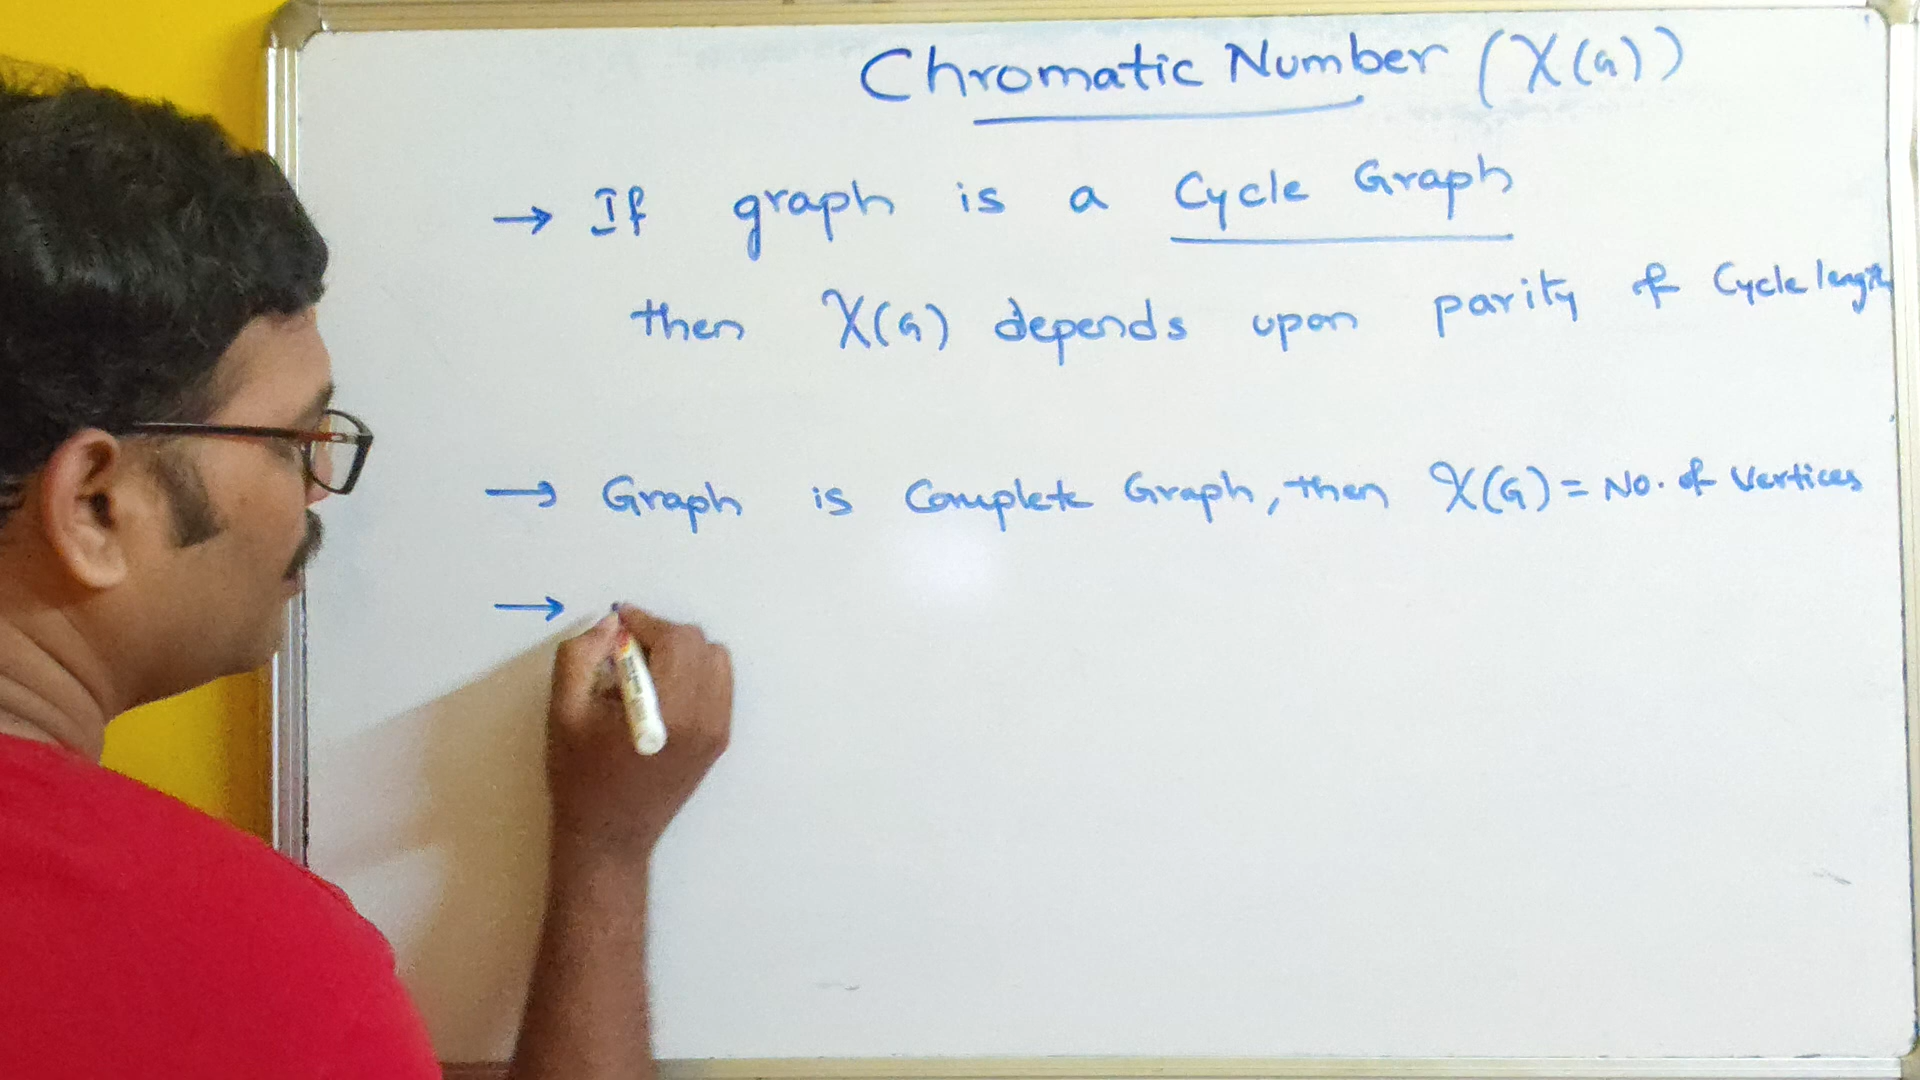 Chromatic Number (χ(G))
→ If graph is a Cycle Graph
then χ(G) depends upon parity of Cycle length
→ Graph is Complete Graph, then χ(G) = No. of Vertices
→